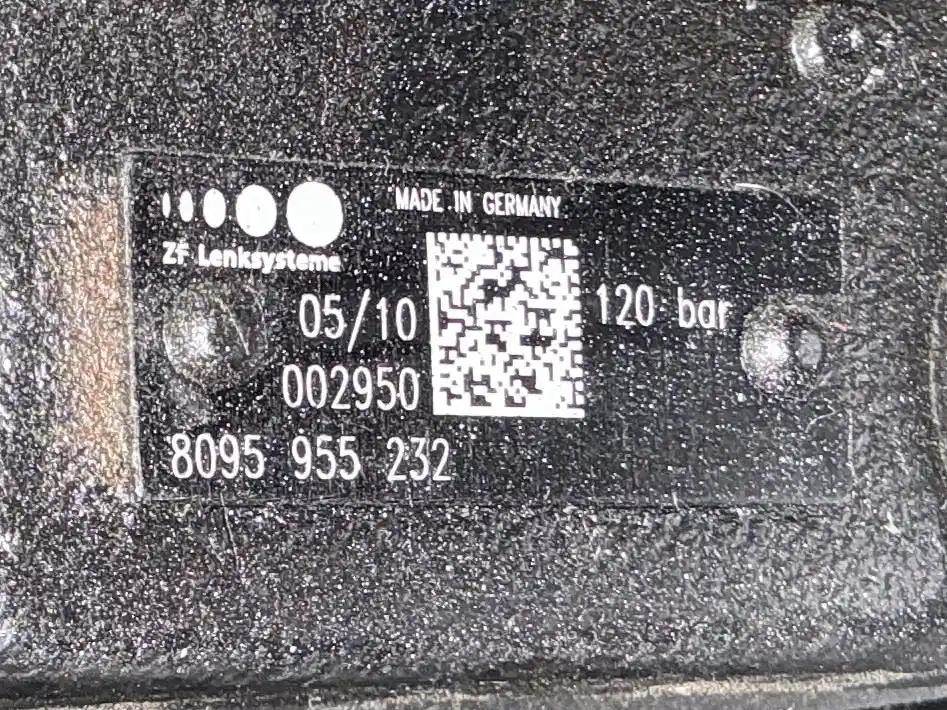 MADE IN GERMANY
ZF Lenksysteme
05/10
120 bar
002950
8095 955 232